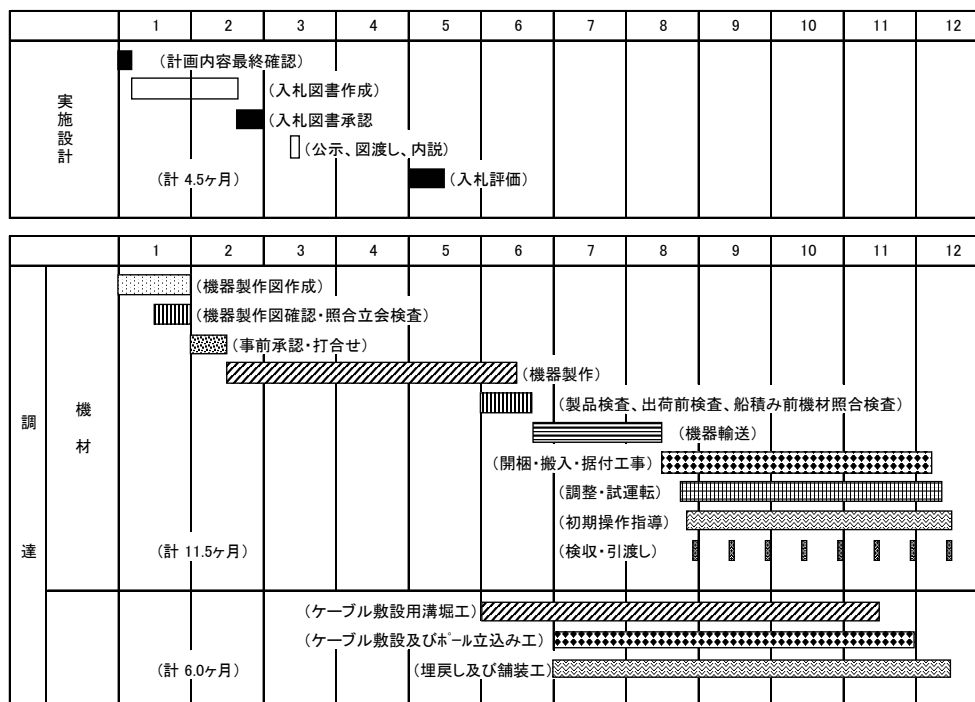 1 2 3 4 5 6 7 8 9 10 11 12
実施設計
(計画内容最終確認)
(入札図書作成)
(入札図書承認
(公示、図渡し、内説)
(計 4.5ヶ月) (入札評価)
1 2 3 4 5 6 7 8 9 10 11 12
調達
機材
(機器製作図作成)
(機器製作図確認・照合立会検査)
(事前承認・打合せ)
(機器製作)
(製品検査、出荷前検査、船積み前機材照合検査)
(機器輸送)
(開梱・搬入・据付工事)
(調整・試運転)
(初期操作指導)
(計 11.5ヶ月) (検収・引渡し)
(ケーブル敷設用溝堀工)
(ケーブル敷設及びポール立込み工)
(計 6.0ヶ月) (埋戻し及び舗装工)